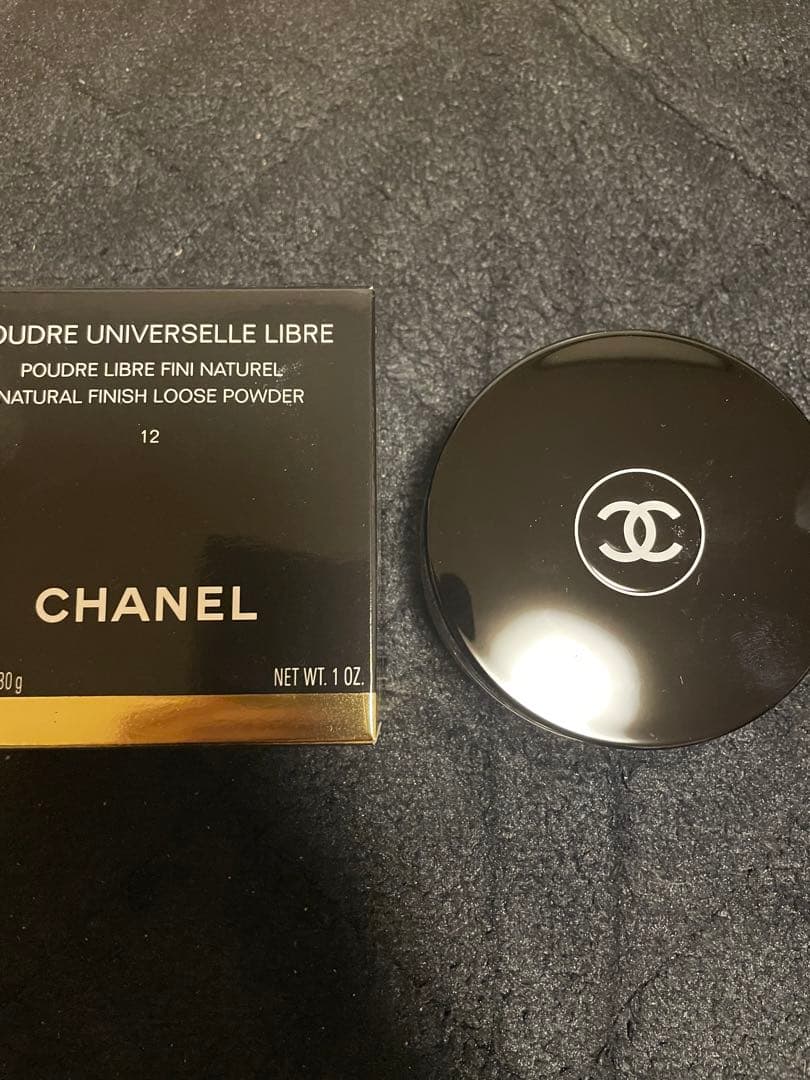 OUDRE UNIVERSELLE LIBRE
POUDRE LIBRE FINI NATUREL
NATURAL FINISH LOOSE POWDER
12
CHANEL
30 g
NET WT. 1 OZ.